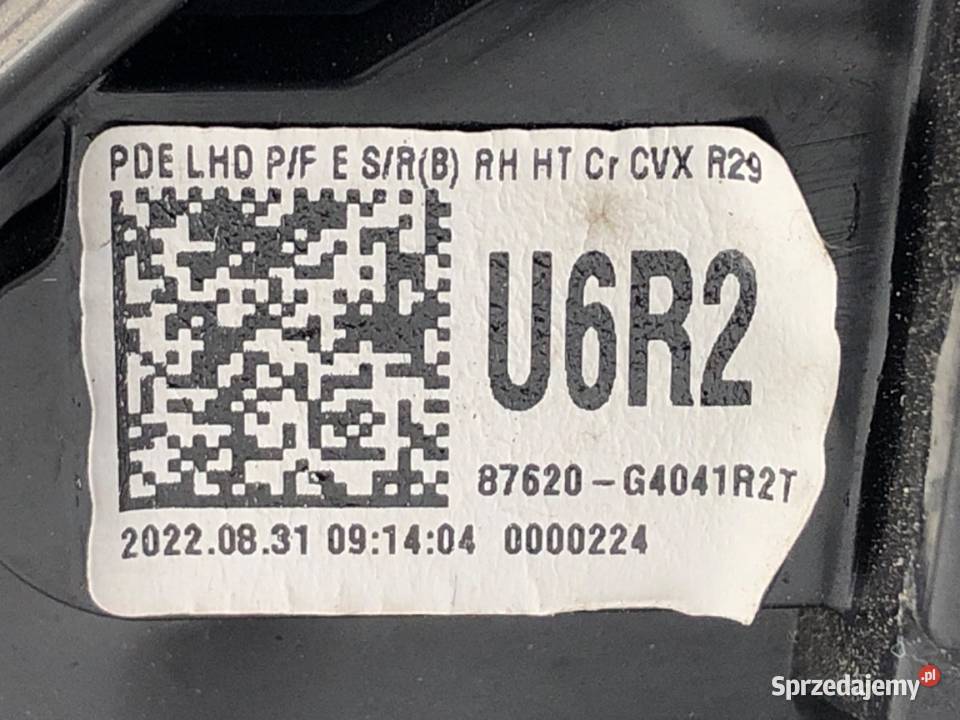 PDE LHD P/F E S/R(B) RH HT Cr CVX R29
U6R2
87620-G4041R2T
2022.08.31 09:14:04 0000224
Sprzedajemy.pl